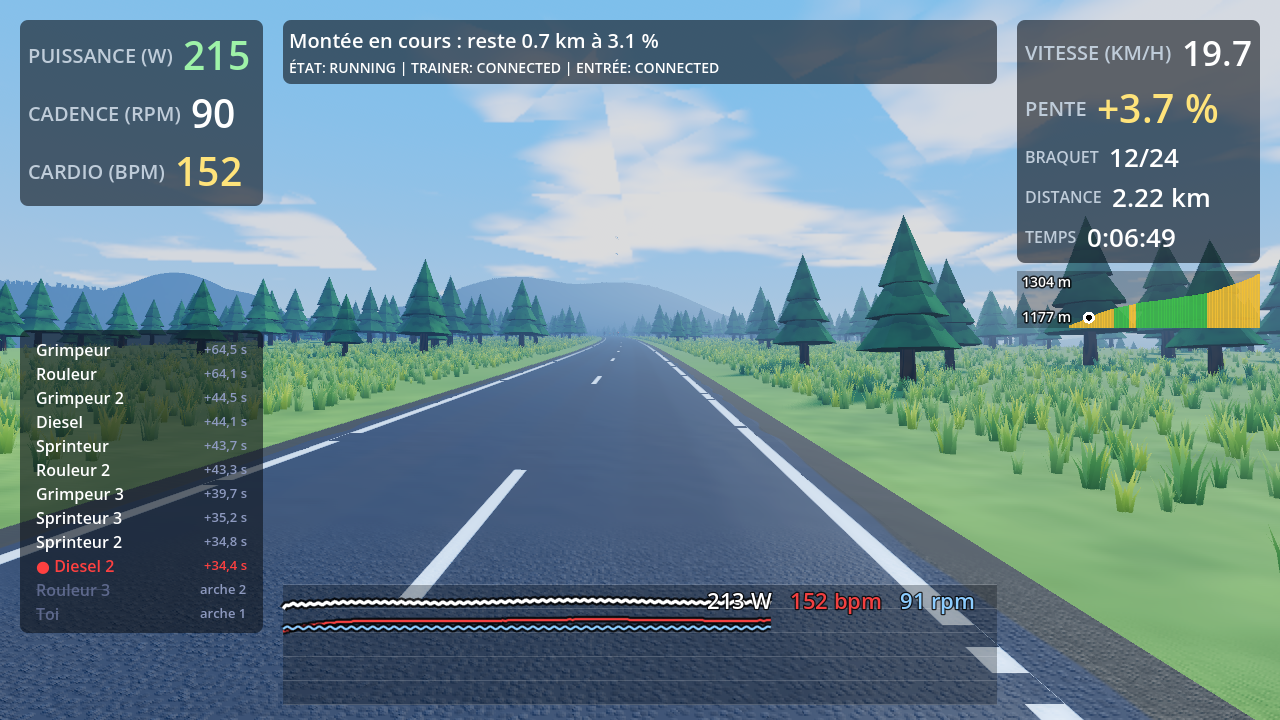 PUISSANCE (W) 215
CADENCE (RPM) 90
CARDIO (BPM) 152
Montée en cours : reste 0.7 km à 3.1 %
ÉTAT: RUNNING | TRAINER: CONNECTED | ENTRÉE: CONNECTED
VITESSE (KM/H) 19.7
PENTE +3.7 %
BRAQUET 12/24
DISTANCE 2.22 km
TEMPS 0:06:49
1304 m
1177 m
Grimpeur +64,5 s
Rouleur +64,1 s
Grimpeur 2 +44,5 s
Diesel +44,1 s
Sprinteur +43,7 s
Rouleur 2 +43,3 s
Grimpeur 3 +39,7 s
Sprinteur 3 +35,2 s
Sprinteur 2 +34,8 s
Diesel 2 +34,4 s
Rouleur 3 arche 2
Toi arche 1
213 W 152 bpm 91 rpm